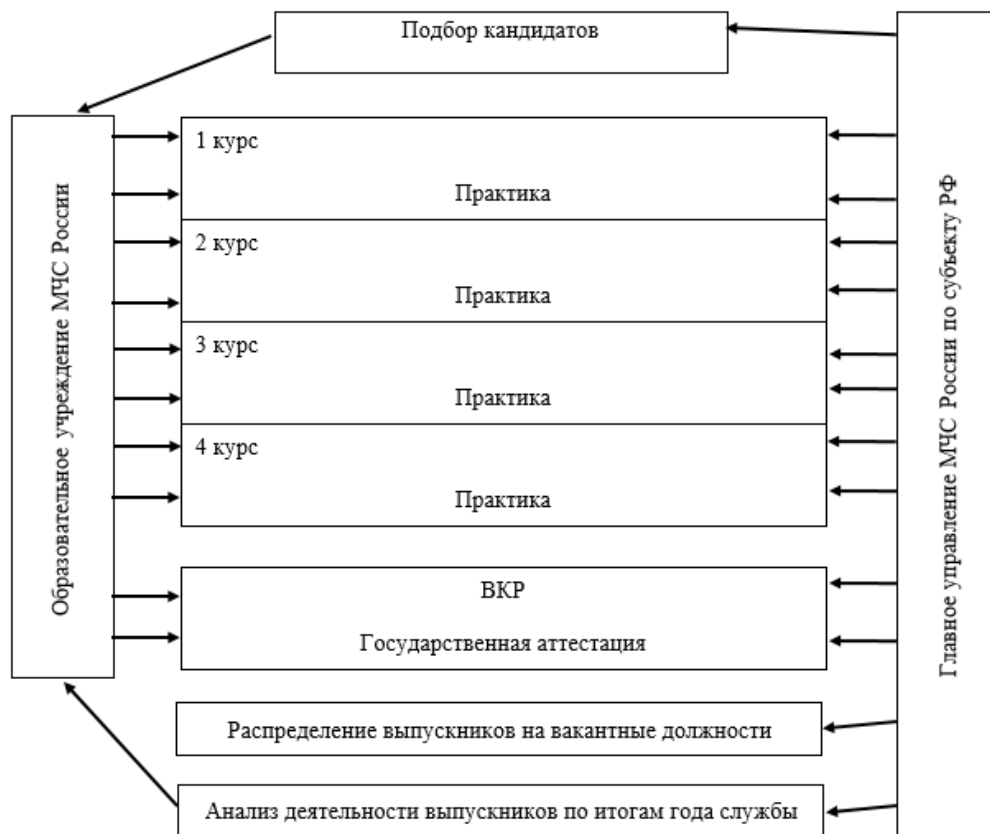 Подбор кандидатов
Образовательное учреждение МЧС России
1 курс
Практика
2 курс
Практика
3 курс
Практика
4 курс
Практика
ВКР
Государственная аттестация
Распределение выпускников на вакантные должности
Анализ деятельности выпускников по итогам года службы
Главное управление МЧС России по субъекту РФ